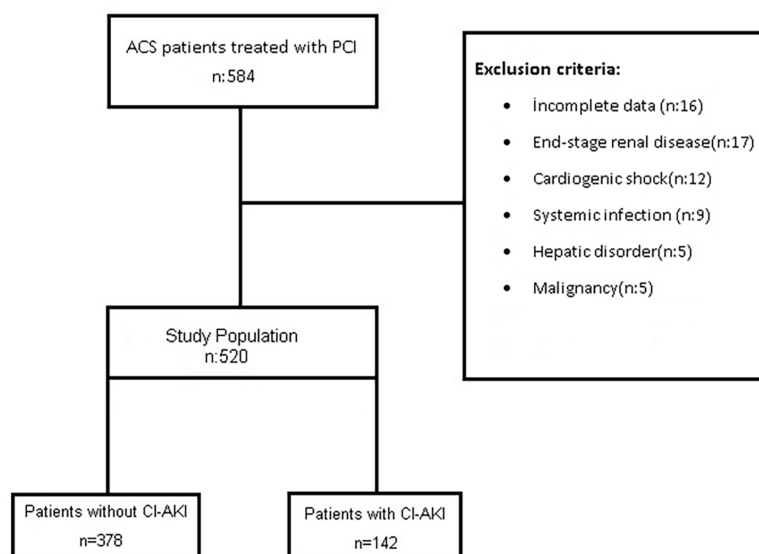 ACS patients treated with PCI
n:584
Exclusion criteria:
• İncomplete data (n:16)
• End-stage renal disease(n:17)
• Cardiogenic shock(n:12)
• Systemic infection (n:9)
• Hepatic disorder(n:5)
• Malignancy(n:5)
Study Population
n:520
Patients without CI-AKI
n=378
Patients with CI-AKI
n=142